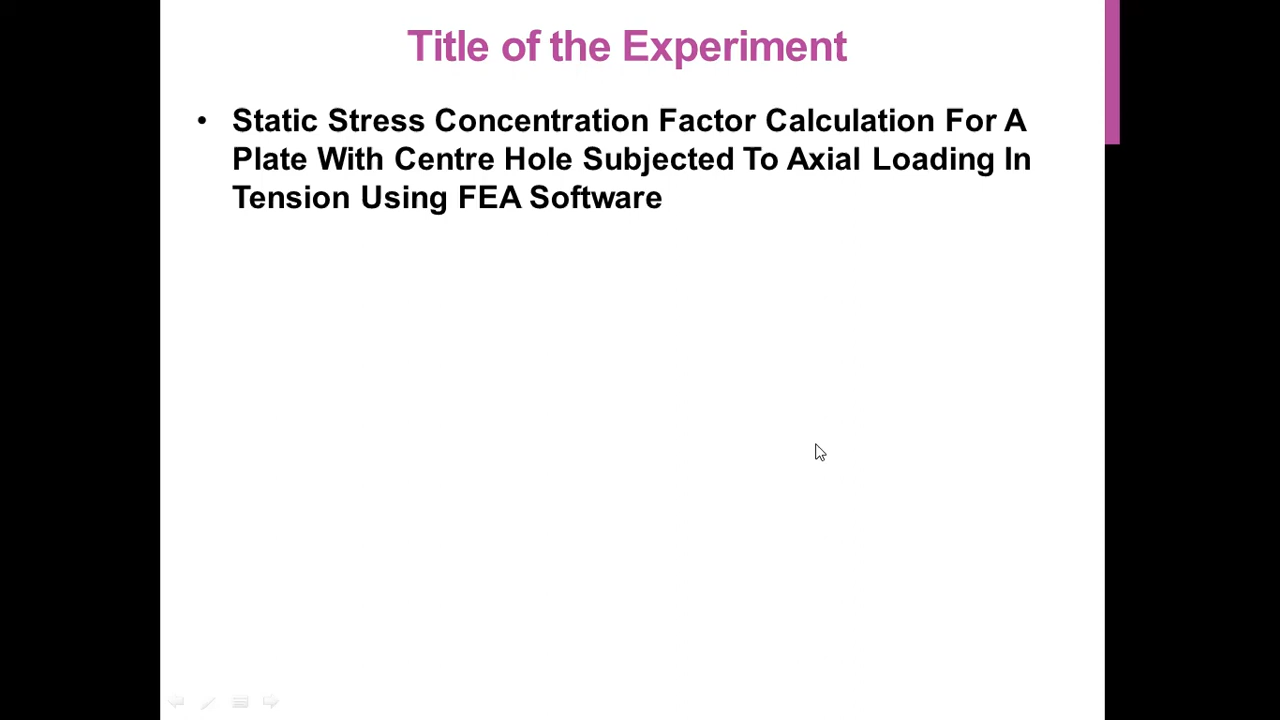 Title of the Experiment
• Static Stress Concentration Factor Calculation For A
Plate With Centre Hole Subjected To Axial Loading In
Tension Using FEA Software